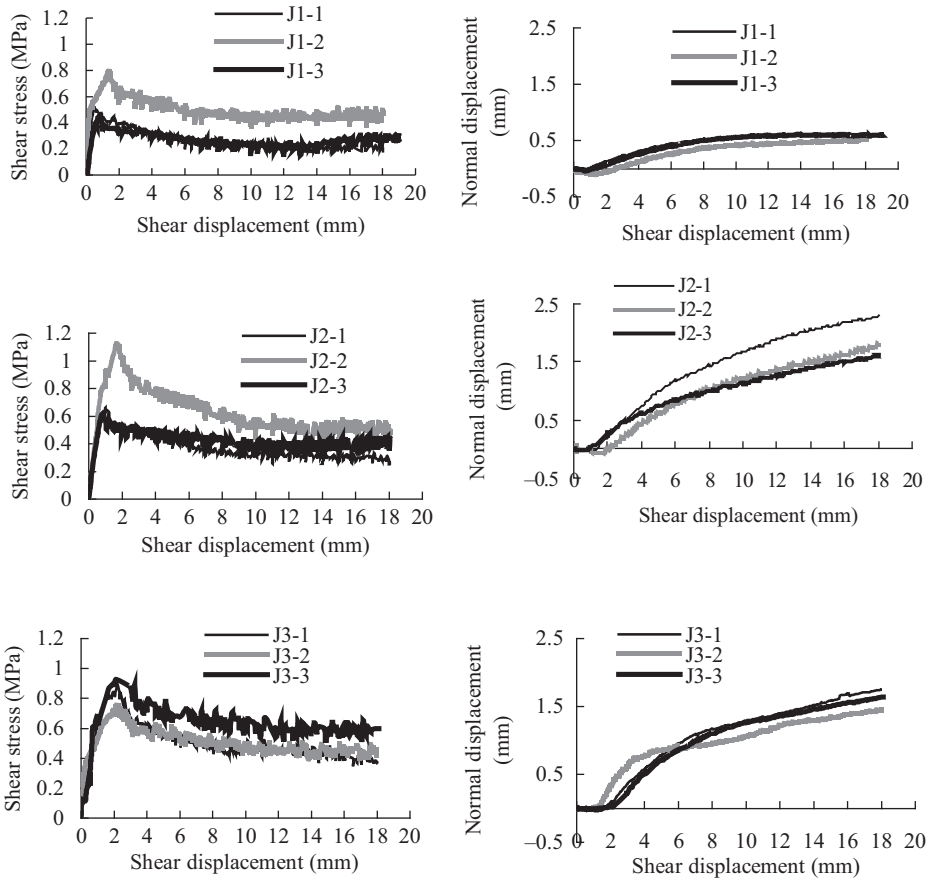 Shear stress (MPa)
1.2
1
0.8
0.6
0.4
0.2
0
0 2 4 6 8 10 12 14 16 18 20
Shear displacement (mm)
J1-1
J1-2
J1-3
Normal displacement
(mm)
2.5
1.5
0.5
-0.5
0 2 4 6 8 10 12 14 16 18 20
Shear displacement (mm)
J1-1
J1-2
J1-3
Shear stress (MPa)
1.2
1
0.8
0.6
0.4
0.2
0
0 2 4 6 8 10 12 14 16 18 20
Shear displacement (mm)
J2-1
J2-2
J2-3
Normal displacement
(mm)
2.5
1.5
0.5
–0.5
0 2 4 6 8 10 12 14 16 18 20
Shear displacement (mm)
J2-1
J2-2
J2-3
Shear stress (MPa)
1.2
1
0.8
0.6
0.4
0.2
0
0 2 4 6 8 10 12 14 16 18 20
Shear displacement (mm)
J3-1
J3-2
J3-3
Normal displacement
(mm)
2.5
1.5
0.5
–0.5
0 2 4 6 8 10 12 14 16 18 20
Shear displacement (mm)
J3-1
J3-2
J3-3